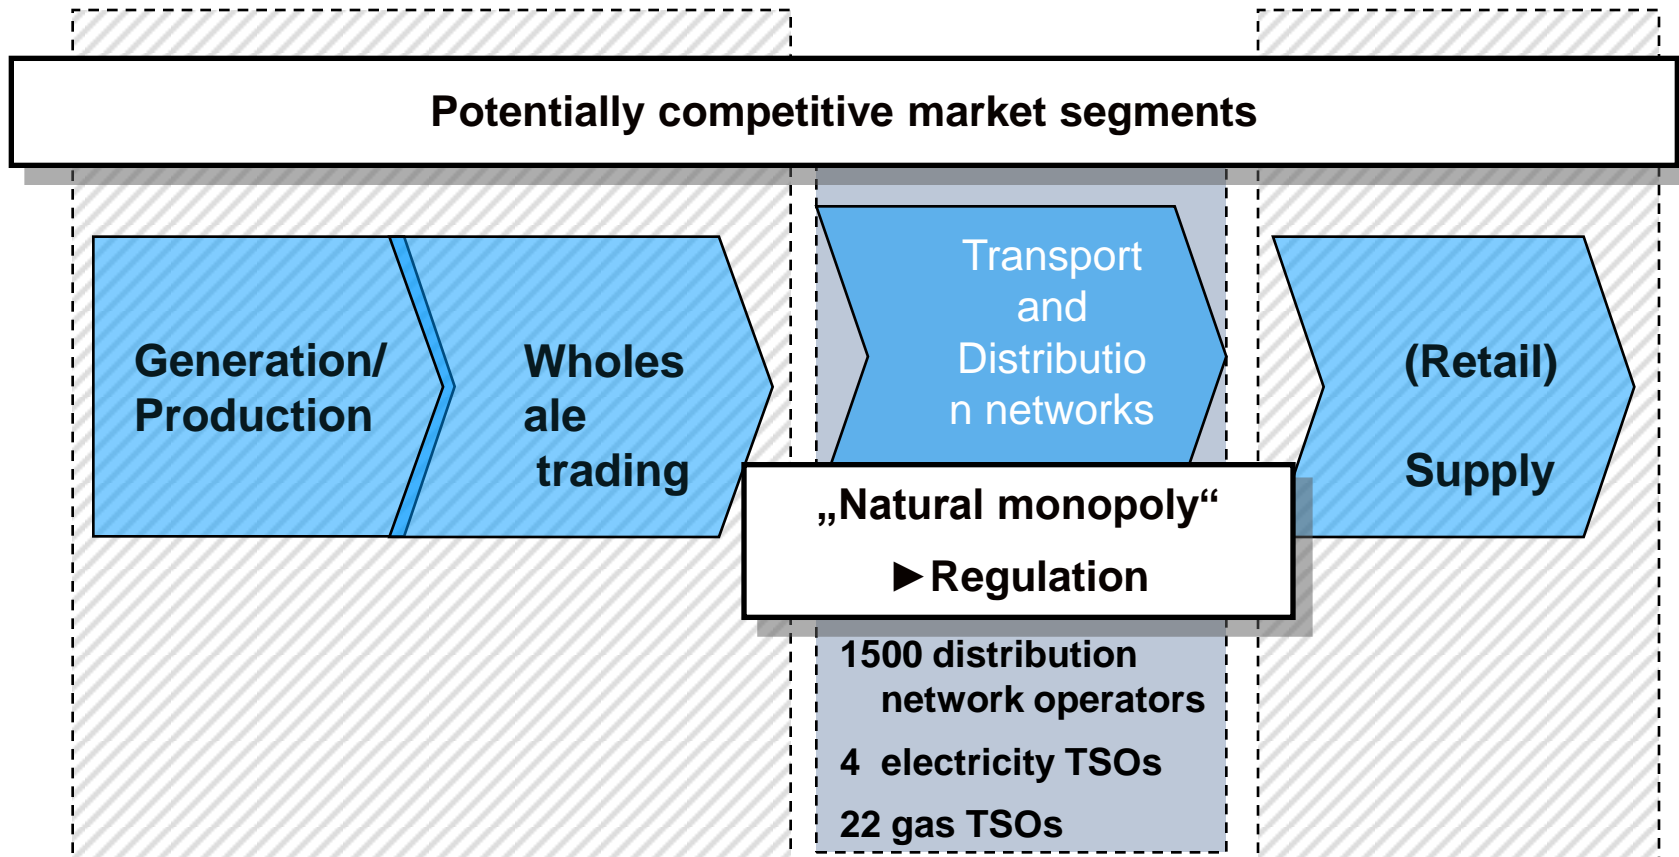 Potentially competitive market segments
Generation/
Production
Wholes
ale
trading
Transport
and
Distributio
n networks
(Retail)
Supply
„Natural monopoly“
►Regulation
1500 distribution
network operators
4 electricity TSOs
22 gas TSOs